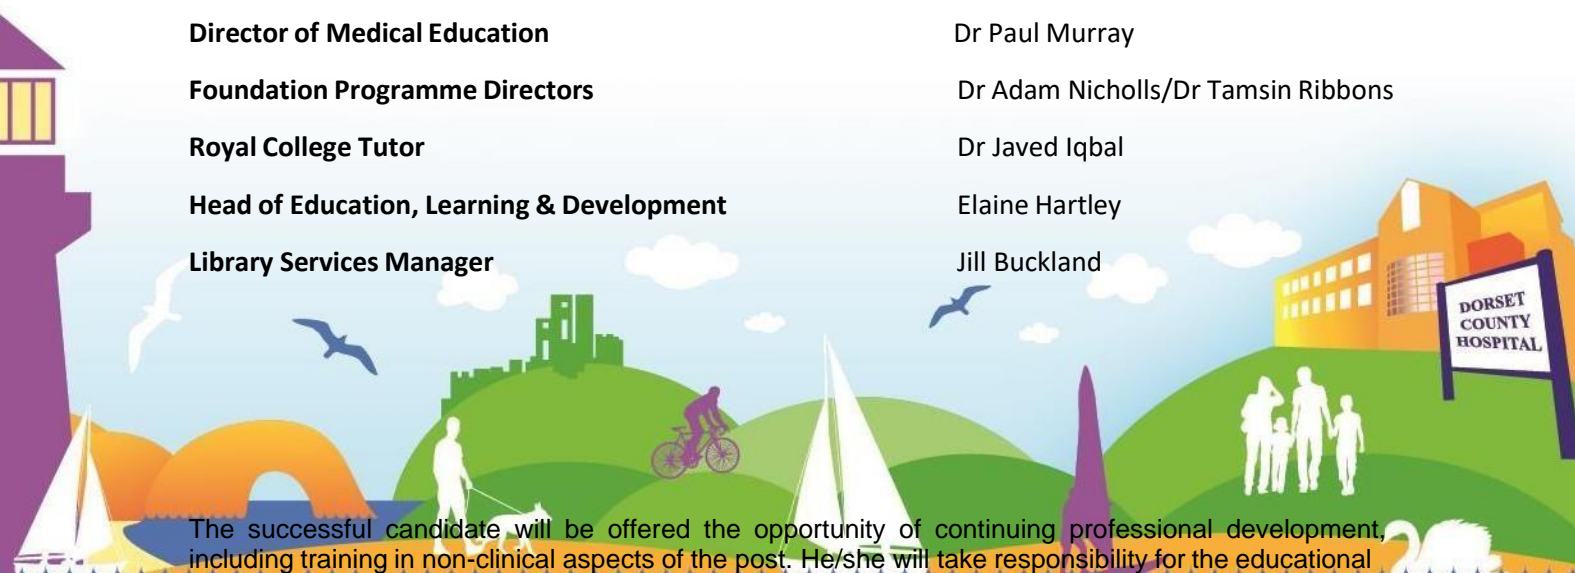 Director of Medical Education Dr Paul Murray
Foundation Programme Directors Dr Adam Nicholls/Dr Tamsin Ribbons
Royal College Tutor Dr Javed Iqbal
Head of Education, Learning & Development Elaine Hartley
Library Services Manager Jill Buckland
DORSET
COUNTY
HOSPITAL
The successful candidate will be offered the opportunity of continuing professional development,
including training in non-clinical aspects of the post. He/she will take responsibility for the educational